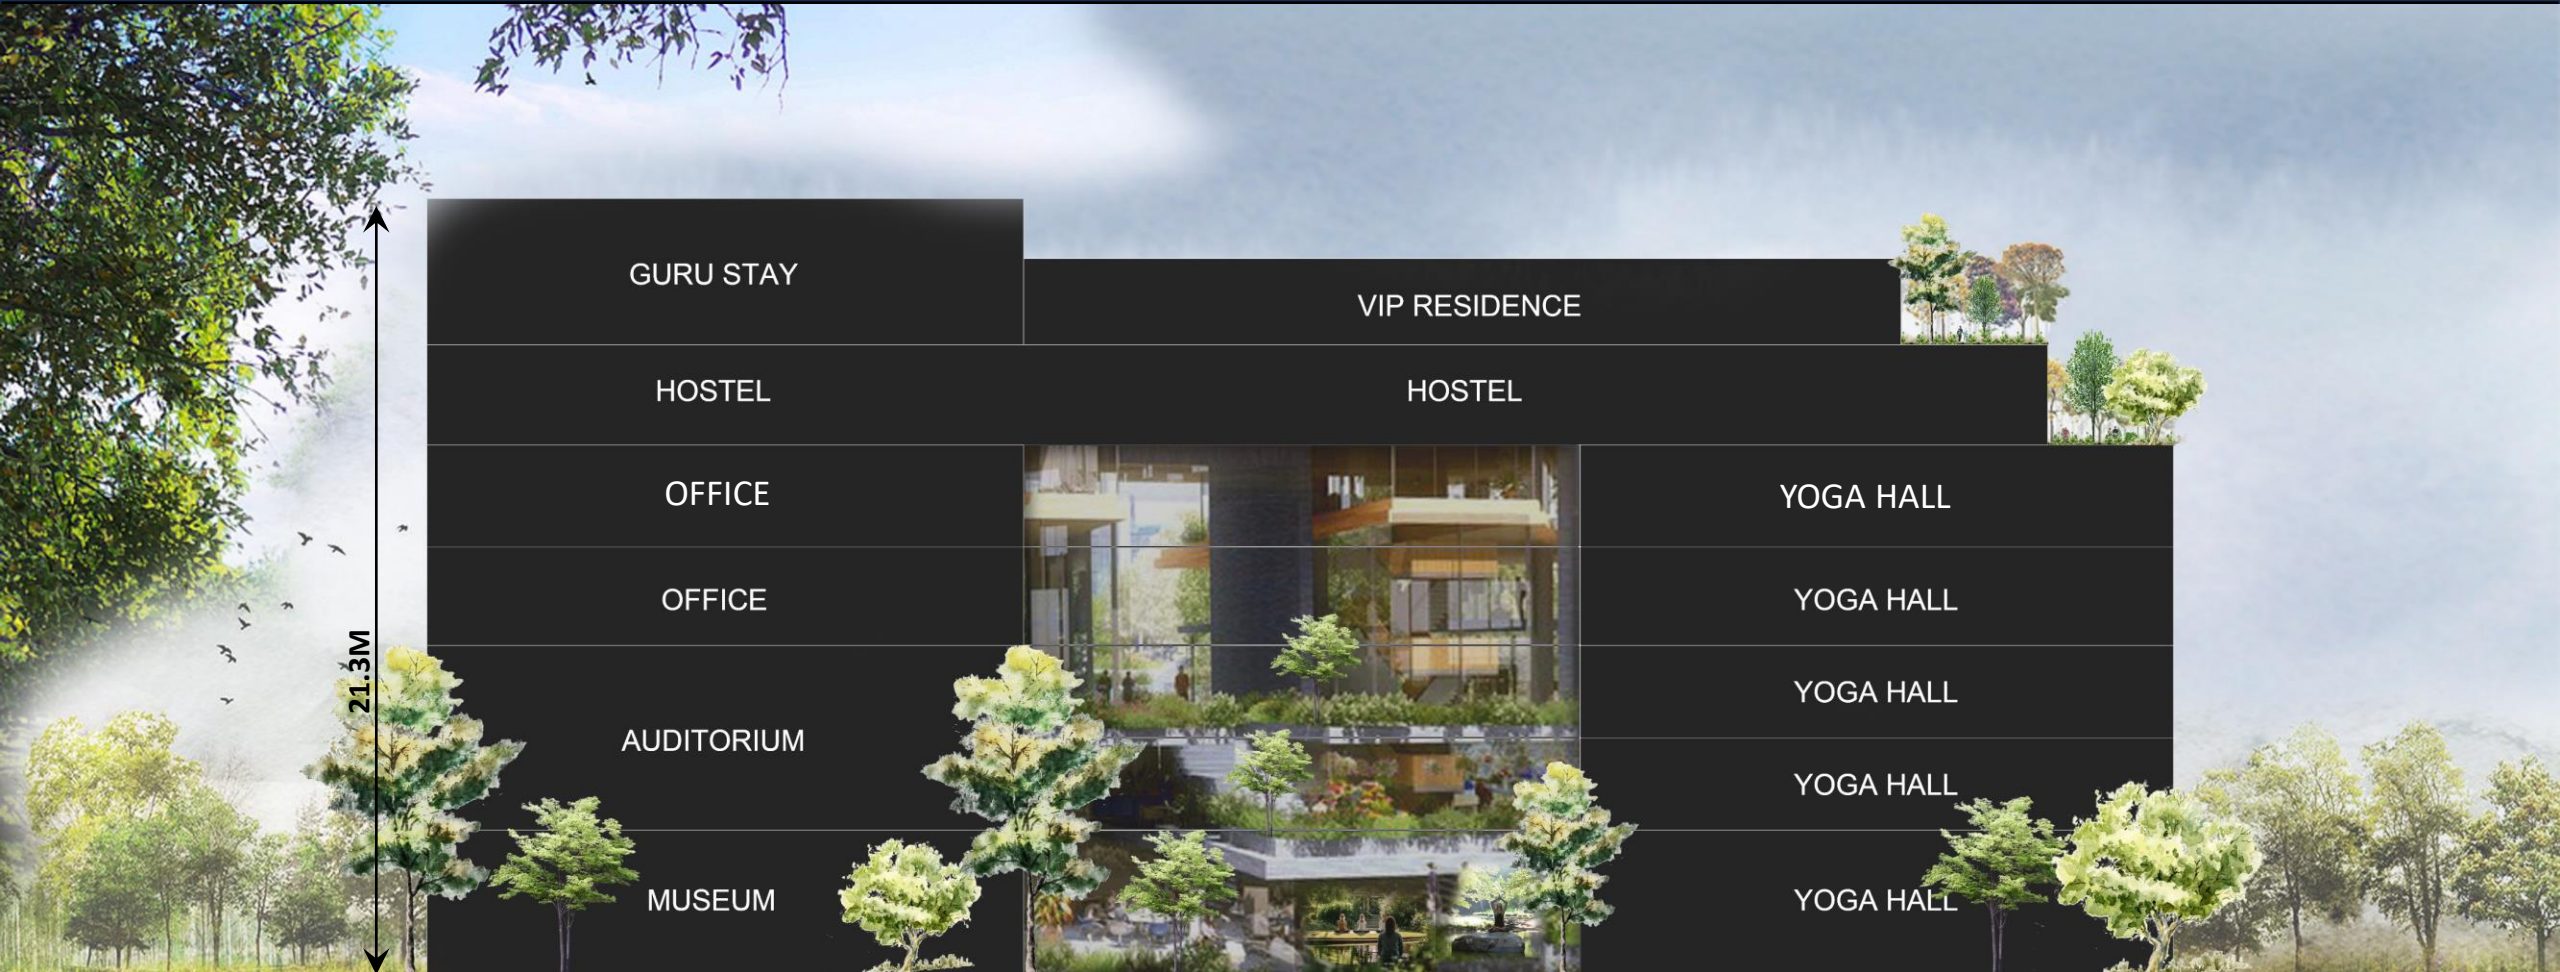 GURU STAY
VIP RESIDENCE
HOSTEL HOSTEL
OFFICE YOGA HALL
OFFICE YOGA HALL
21.3M
YOGA HALL
AUDITORIUM
YOGA HALL
MUSEUM YOGA HALL